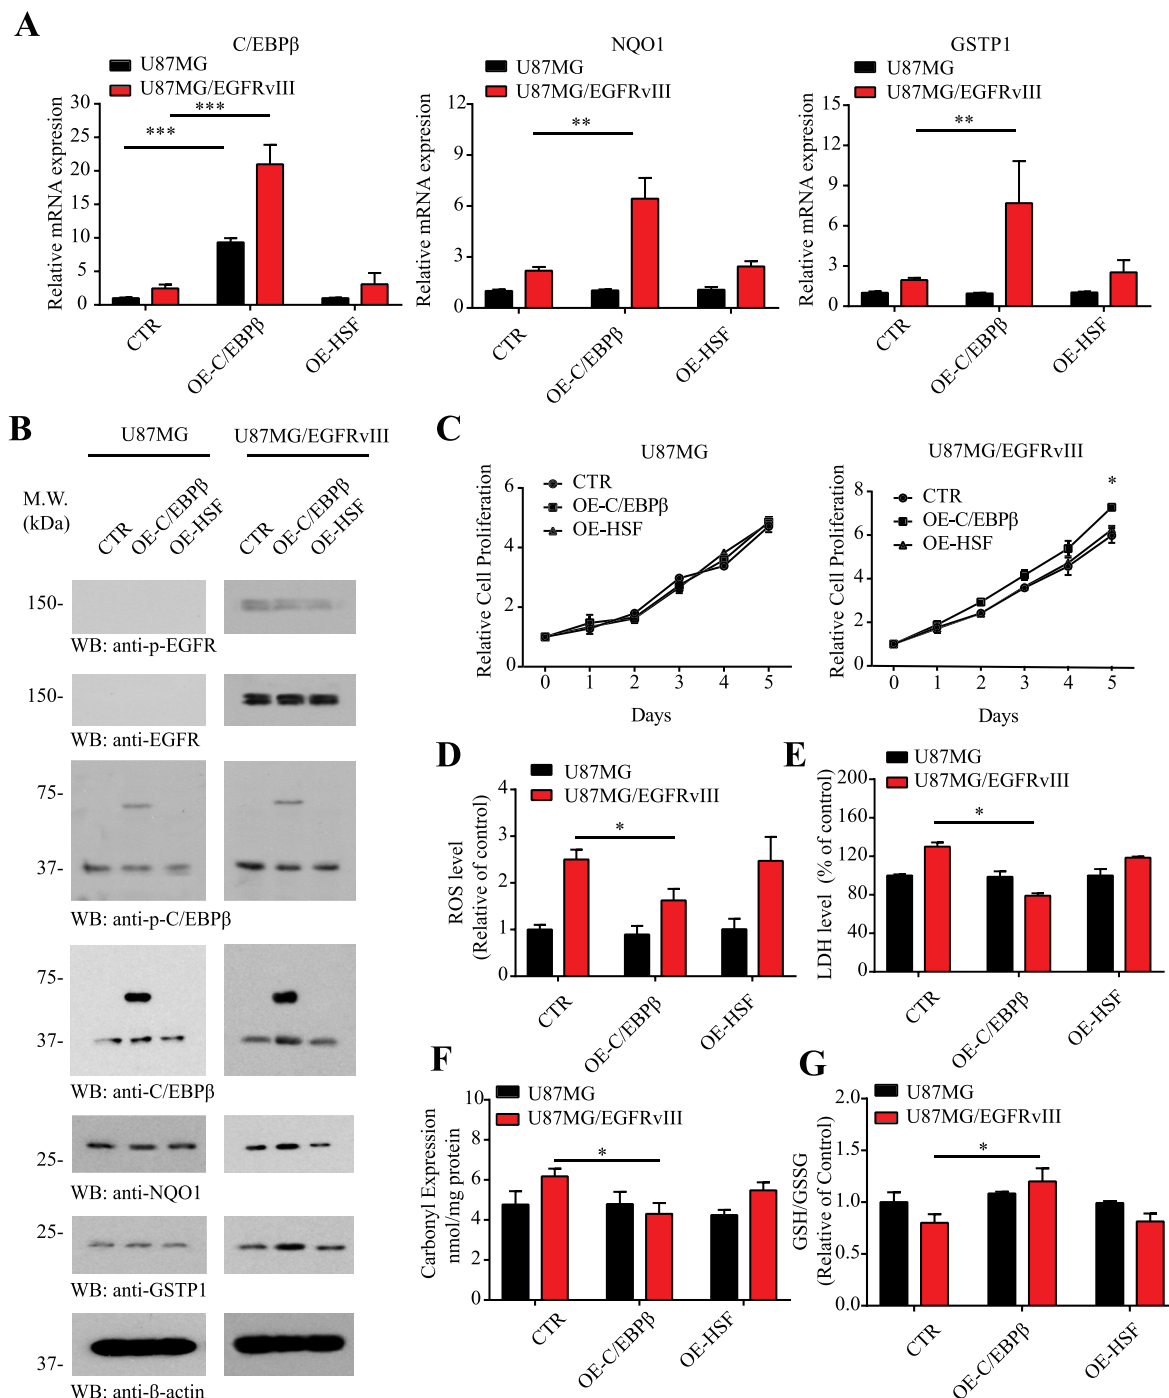 A
C/EBPβ
U87MG
U87MG/EGFRvIII
Relative mRNA expresion
30
25
20
15
10
5
0
***
***
CTR
OE-C/EBPβ
OE-HSF
NQO1
U87MG
U87MG/EGFRvIII
Relative mRNA expresion
12
9
6
3
0
**
CTR
OE-C/EBPβ
OE-HSF
GSTP1
U87MG
U87MG/EGFRvIII
Relative mRNA expresion
15
12
9
6
3
0
**
CTR
OE-C/EBPβ
OE-HSF
B
U87MG
U87MG/EGFRvIII
M.W.
(kDa)
CTR
OE-C/EBPβ
OE-HSF
CTR
OE-C/EBPβ
OE-HSF
150-
WB: anti-p-EGFR
150-
WB: anti-EGFR
75-
37-
WB: anti-p-C/EBPβ
75-
37-
WB: anti-C/EBPβ
25-
WB: anti-NQO1
25-
WB: anti-GSTP1
37-
WB: anti-β-actin
C
U87MG
CTR
OE-C/EBPβ
OE-HSF
Relative Cell Proliferation
6
4
2
0
0 1 2 3 4 5
Days
U87MG/EGFRvIII
CTR
OE-C/EBPβ
OE-HSF
*
Relative Cell Proliferation
8
6
4
2
0
0 1 2 3 4 5
Days
D
U87MG
U87MG/EGFRvIII
ROS level
(Relative of control)
4
3
2
1
0
*
CTR
OE-C/EBPβ
OE-HSF
E
U87MG
U87MG/EGFRvIII
LDH level (% of control)
200
160
120
80
40
0
*
CTR
OE-C/EBPβ
OE-HSF
F
U87MG
U87MG/EGFRvIII
Carbonyl Expression
nmol/mg protein
10
8
6
4
2
0
*
CTR
OE-C/EBPβ
OE-HSF
G
U87MG
U87MG/EGFRvIII
GSH/GSSG
(Relative of Control)
2.0
1.5
1.0
0.5
0.0
*
CTR
OE-C/EBPβ
OE-HSF